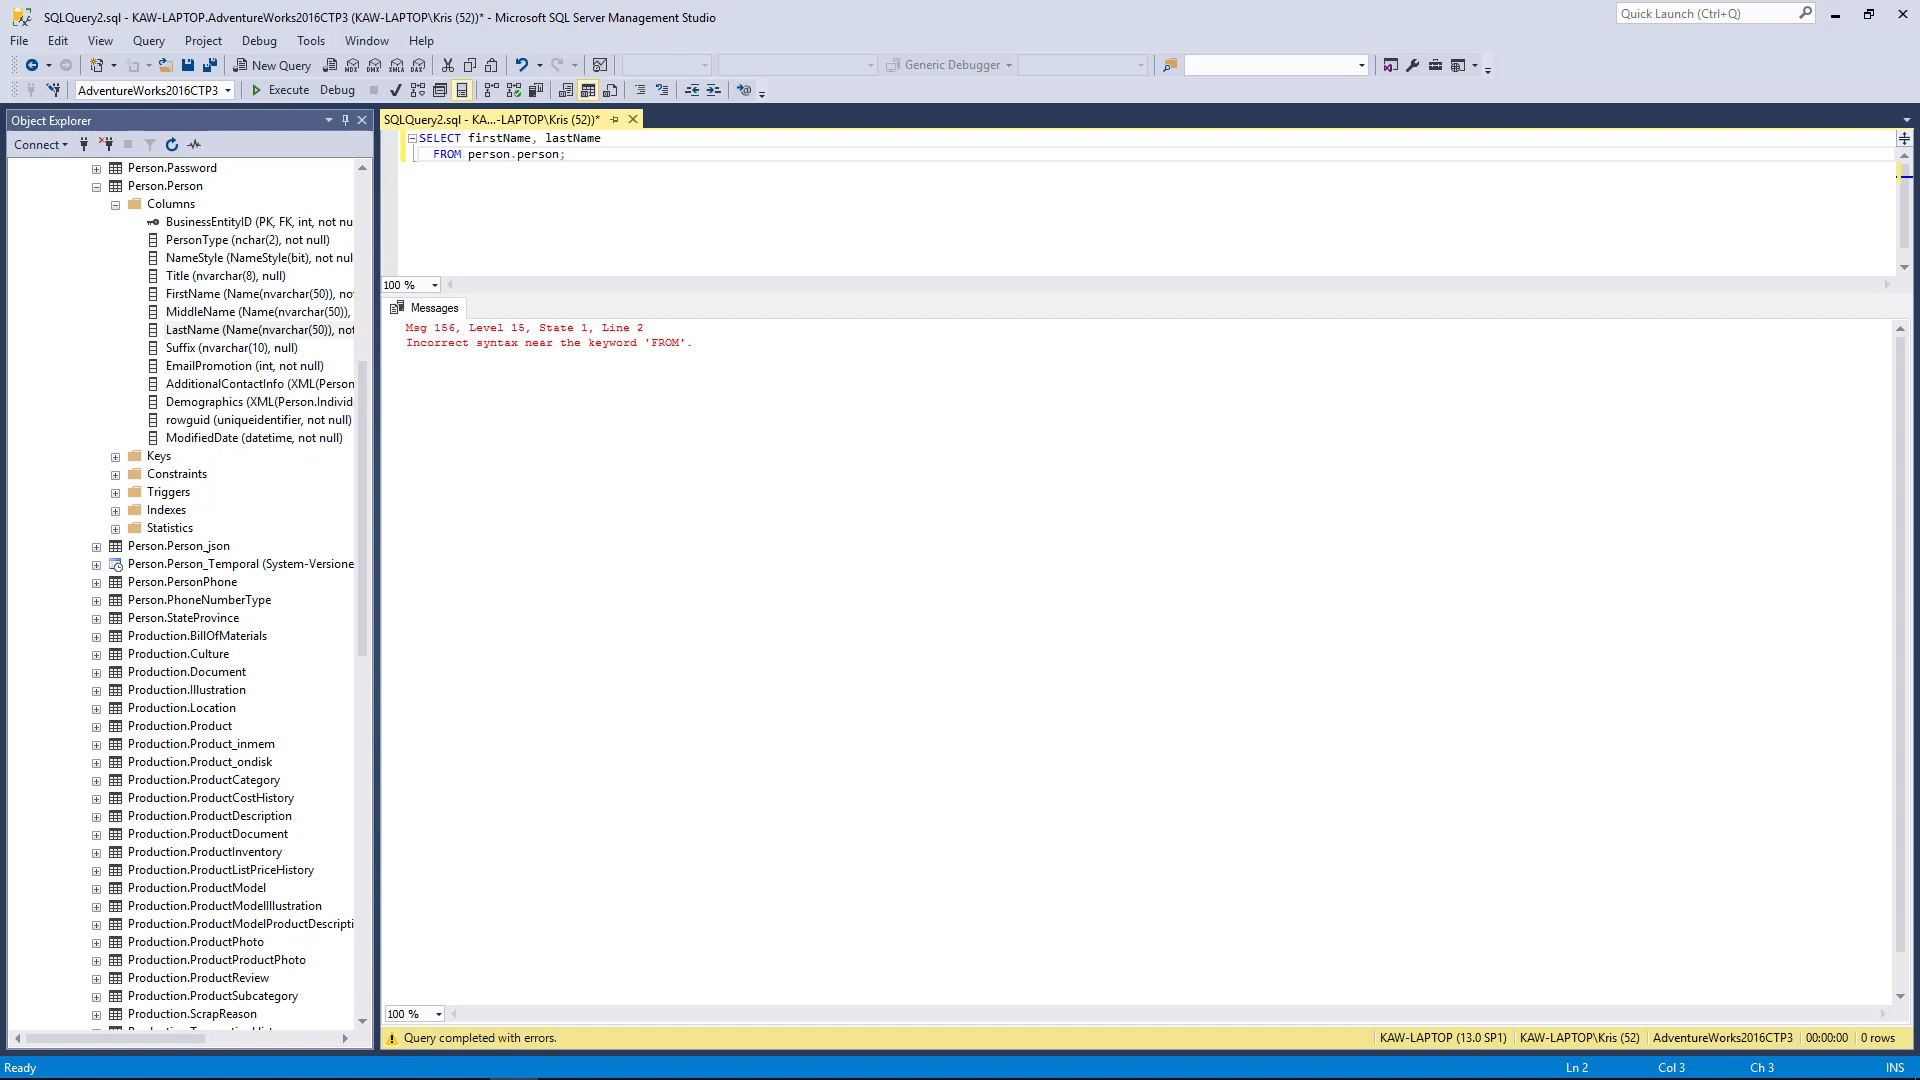 SQLQuery2.sql - KAW-LAPTOP.AdventureWorks2016CTP3 (KAW-LAPTOP\Kris (52))* - Microsoft SQL Server Management Studio
Quick Launch (Ctrl+Q)
File Edit View Query Project Debug Tools Window Help
New Query MDX DMX XMLA DAX Generic Debugger
AdventureWorks2016CTP3 Execute Debug
Object Explorer
Connect
Person.Password
Person.Person
Columns
BusinessEntityID (PK, FK, int, not nu
PersonType (nchar(2), not null)
NameStyle (NameStyle(bit), not nul
Title (nvarchar(8), null)
FirstName (Name(nvarchar(50)), not
MiddleName (Name(nvarchar(50)),
LastName (Name(nvarchar(50)), not
Suffix (nvarchar(10), null)
EmailPromotion (int, not null)
AdditionalContactInfo (XML(Person
Demographics (XML(Person.Individ
rowguid (uniqueidentifier, not null)
ModifiedDate (datetime, not null)
Keys
Constraints
Triggers
Indexes
Statistics
Person.Person_json
Person.Person_Temporal (System-Versione
Person.PersonPhone
Person.PhoneNumberType
Person.StateProvince
Production.BillOfMaterials
Production.Culture
Production.Document
Production.Illustration
Production.Location
Production.Product
Production.Product_inmem
Production.Product_ondisk
Production.ProductCategory
Production.ProductCostHistory
Production.ProductDescription
Production.ProductDocument
Production.ProductInventory
Production.ProductListPriceHistory
Production.ProductModel
Production.ProductModelIllustration
Production.ProductModelProductDescripti
Production.ProductPhoto
Production.ProductProductPhoto
Production.ProductReview
Production.ProductSubcategory
Production.ScrapReason
SQLQuery2.sql - KA...-LAPTOP\Kris (52))*
SELECT firstName, lastName
FROM person.person;
100 %
Messages
Msg 156, Level 15, State 1, Line 2
Incorrect syntax near the keyword 'FROM'.
100 %
Query completed with errors. KAW-LAPTOP (13.0 SP1) KAW-LAPTOP\Kris (52) AdventureWorks2016CTP3 00:00:00 0 rows
Ready Ln 2 Col 3 Ch 3 INS